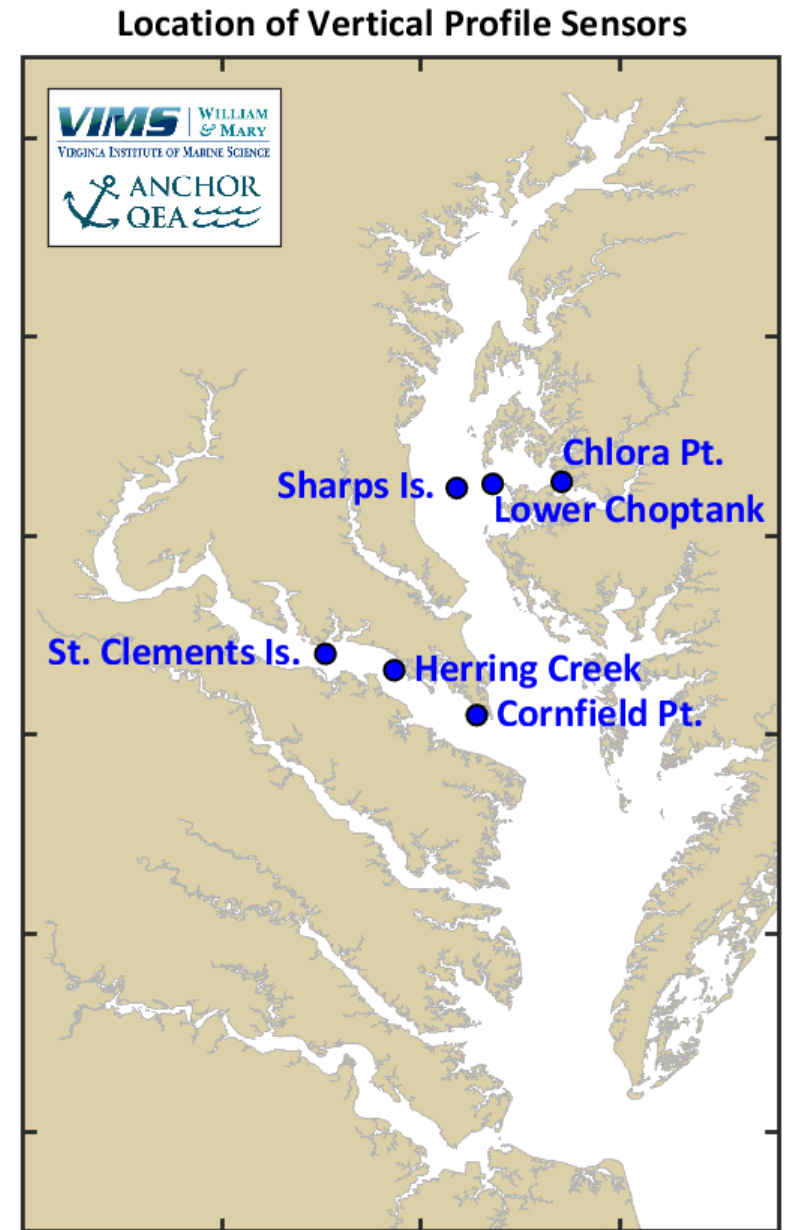 Location of Vertical Profile Sensors
VIMS WILLIAM
& MARY
VIRGINIA INSTITUTE OF MARINE SCIENCE
ANCHOR
QEA
Chlora Pt.
Sharps Is.
Lower Choptank
St. Clements Is.
Herring Creek
Cornfield Pt.